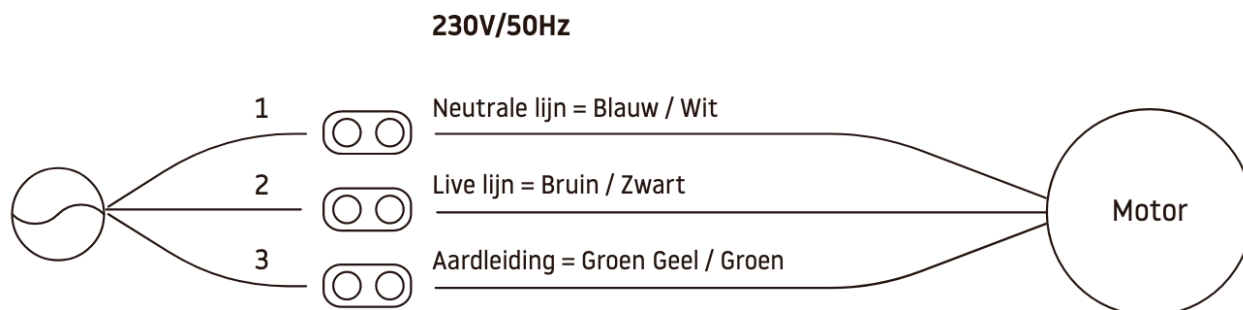 230V/50Hz
1
Neutrale lijn = Blauw / Wit
2
Live lijn = Bruin / Zwart
Motor
3
Aardleiding = Groen Geel / Groen